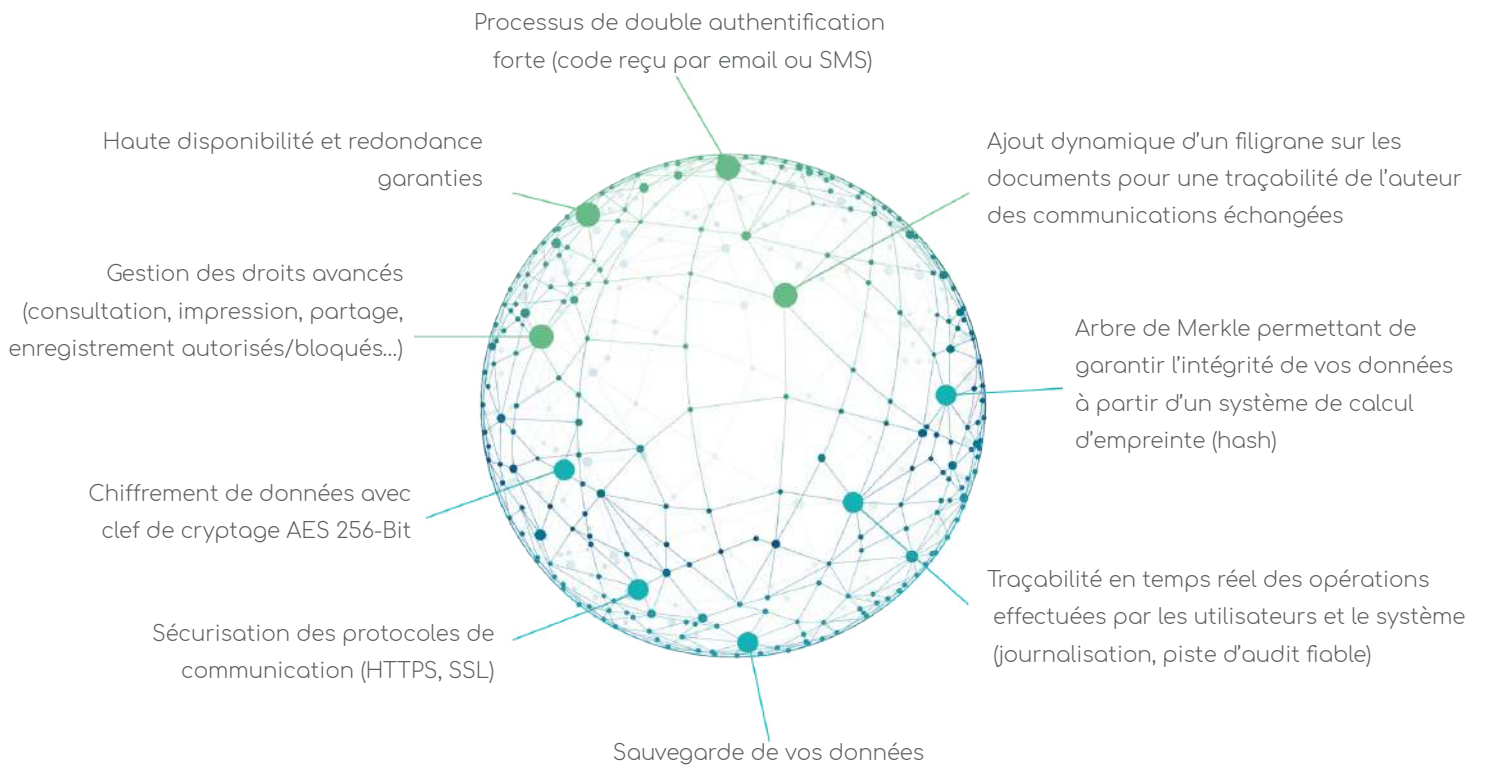 Processus de double authentification
forte (code reçu par email ou SMS)
Haute disponibilité et redondance
garanties
Ajout dynamique d'un filigrane sur les
documents pour une traçabilité de l'auteur
des communications échangées
Gestion des droits avancés
(consultation, impression, partage,
enregistrement autorisés/bloqués...)
Arbre de Merkle permettant de
garantir l'intégrité de vos données
à partir d'un système de calcul
d'empreinte (hash)
Chiffrement de données avec
clef de cryptage AES 256-Bit
Traçabilité en temps réel des opérations
effectuées par les utilisateurs et le système
(journalisation, piste d'audit fiable)
Sécurisation des protocoles de
communication (HTTPS, SSL)
Sauvegarde de vos données